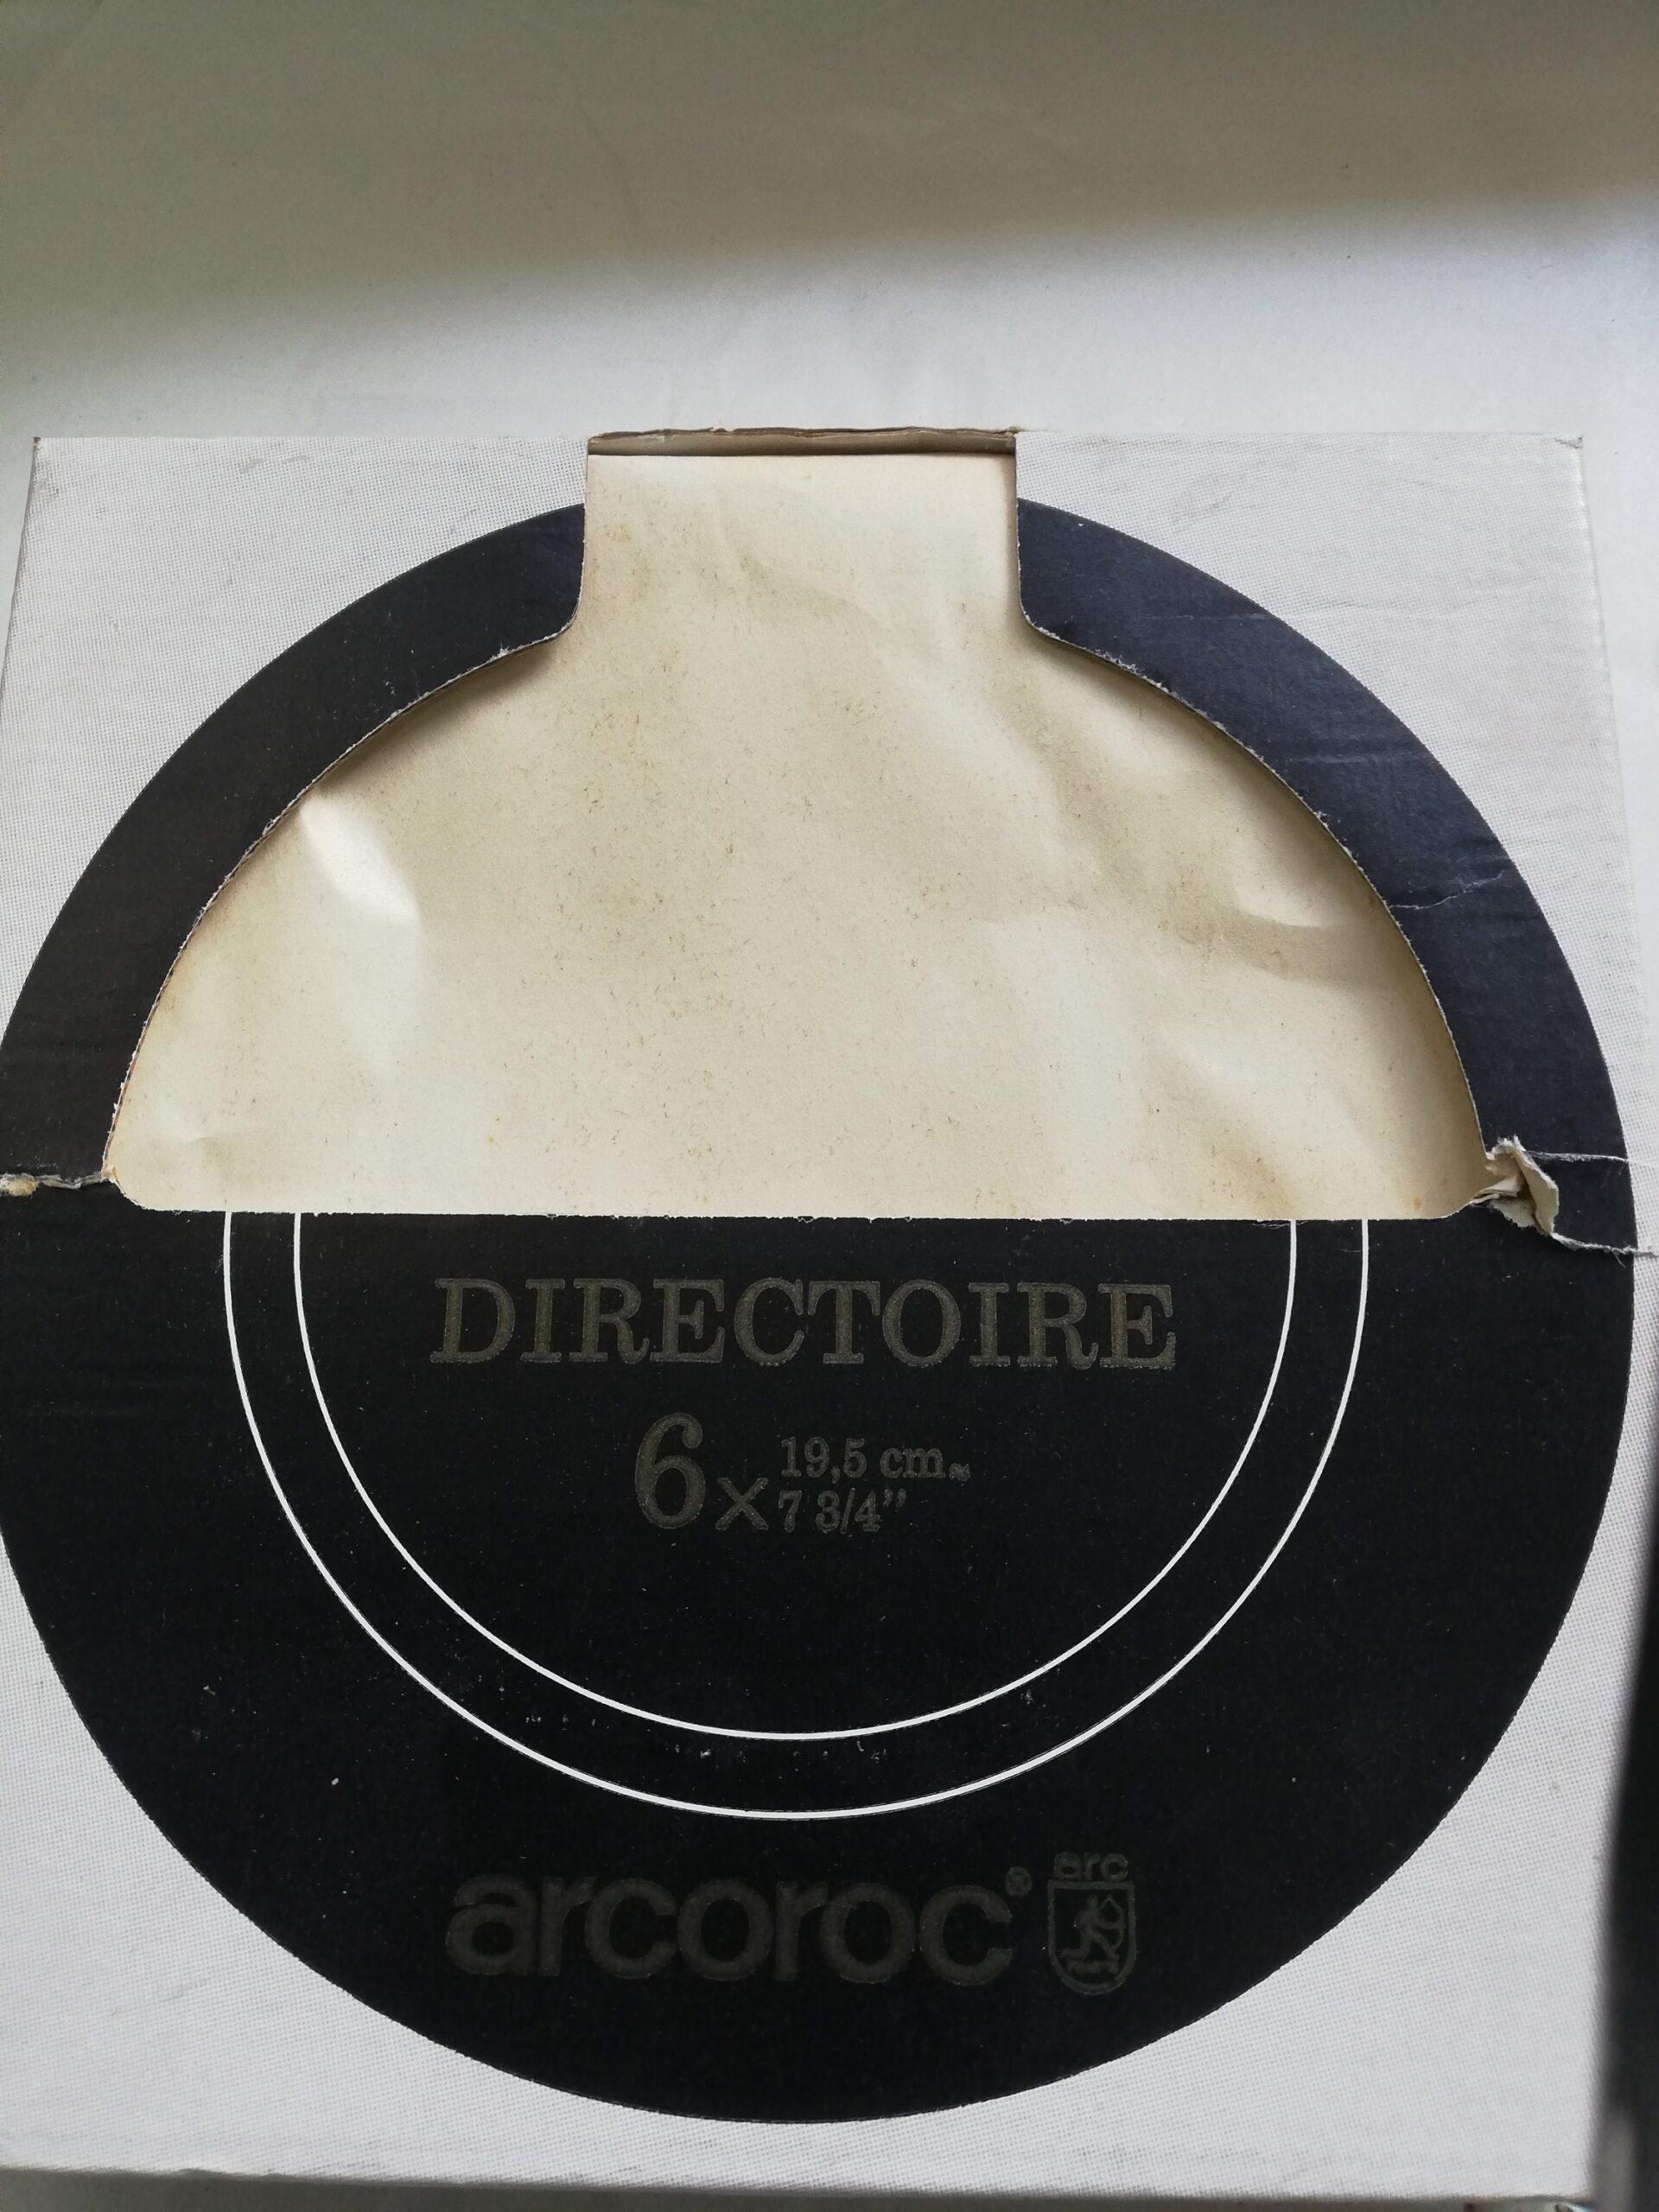 DIRECTOIRE
6 x 19,5 cm.≈
7 3/4”
arcoroc® arc